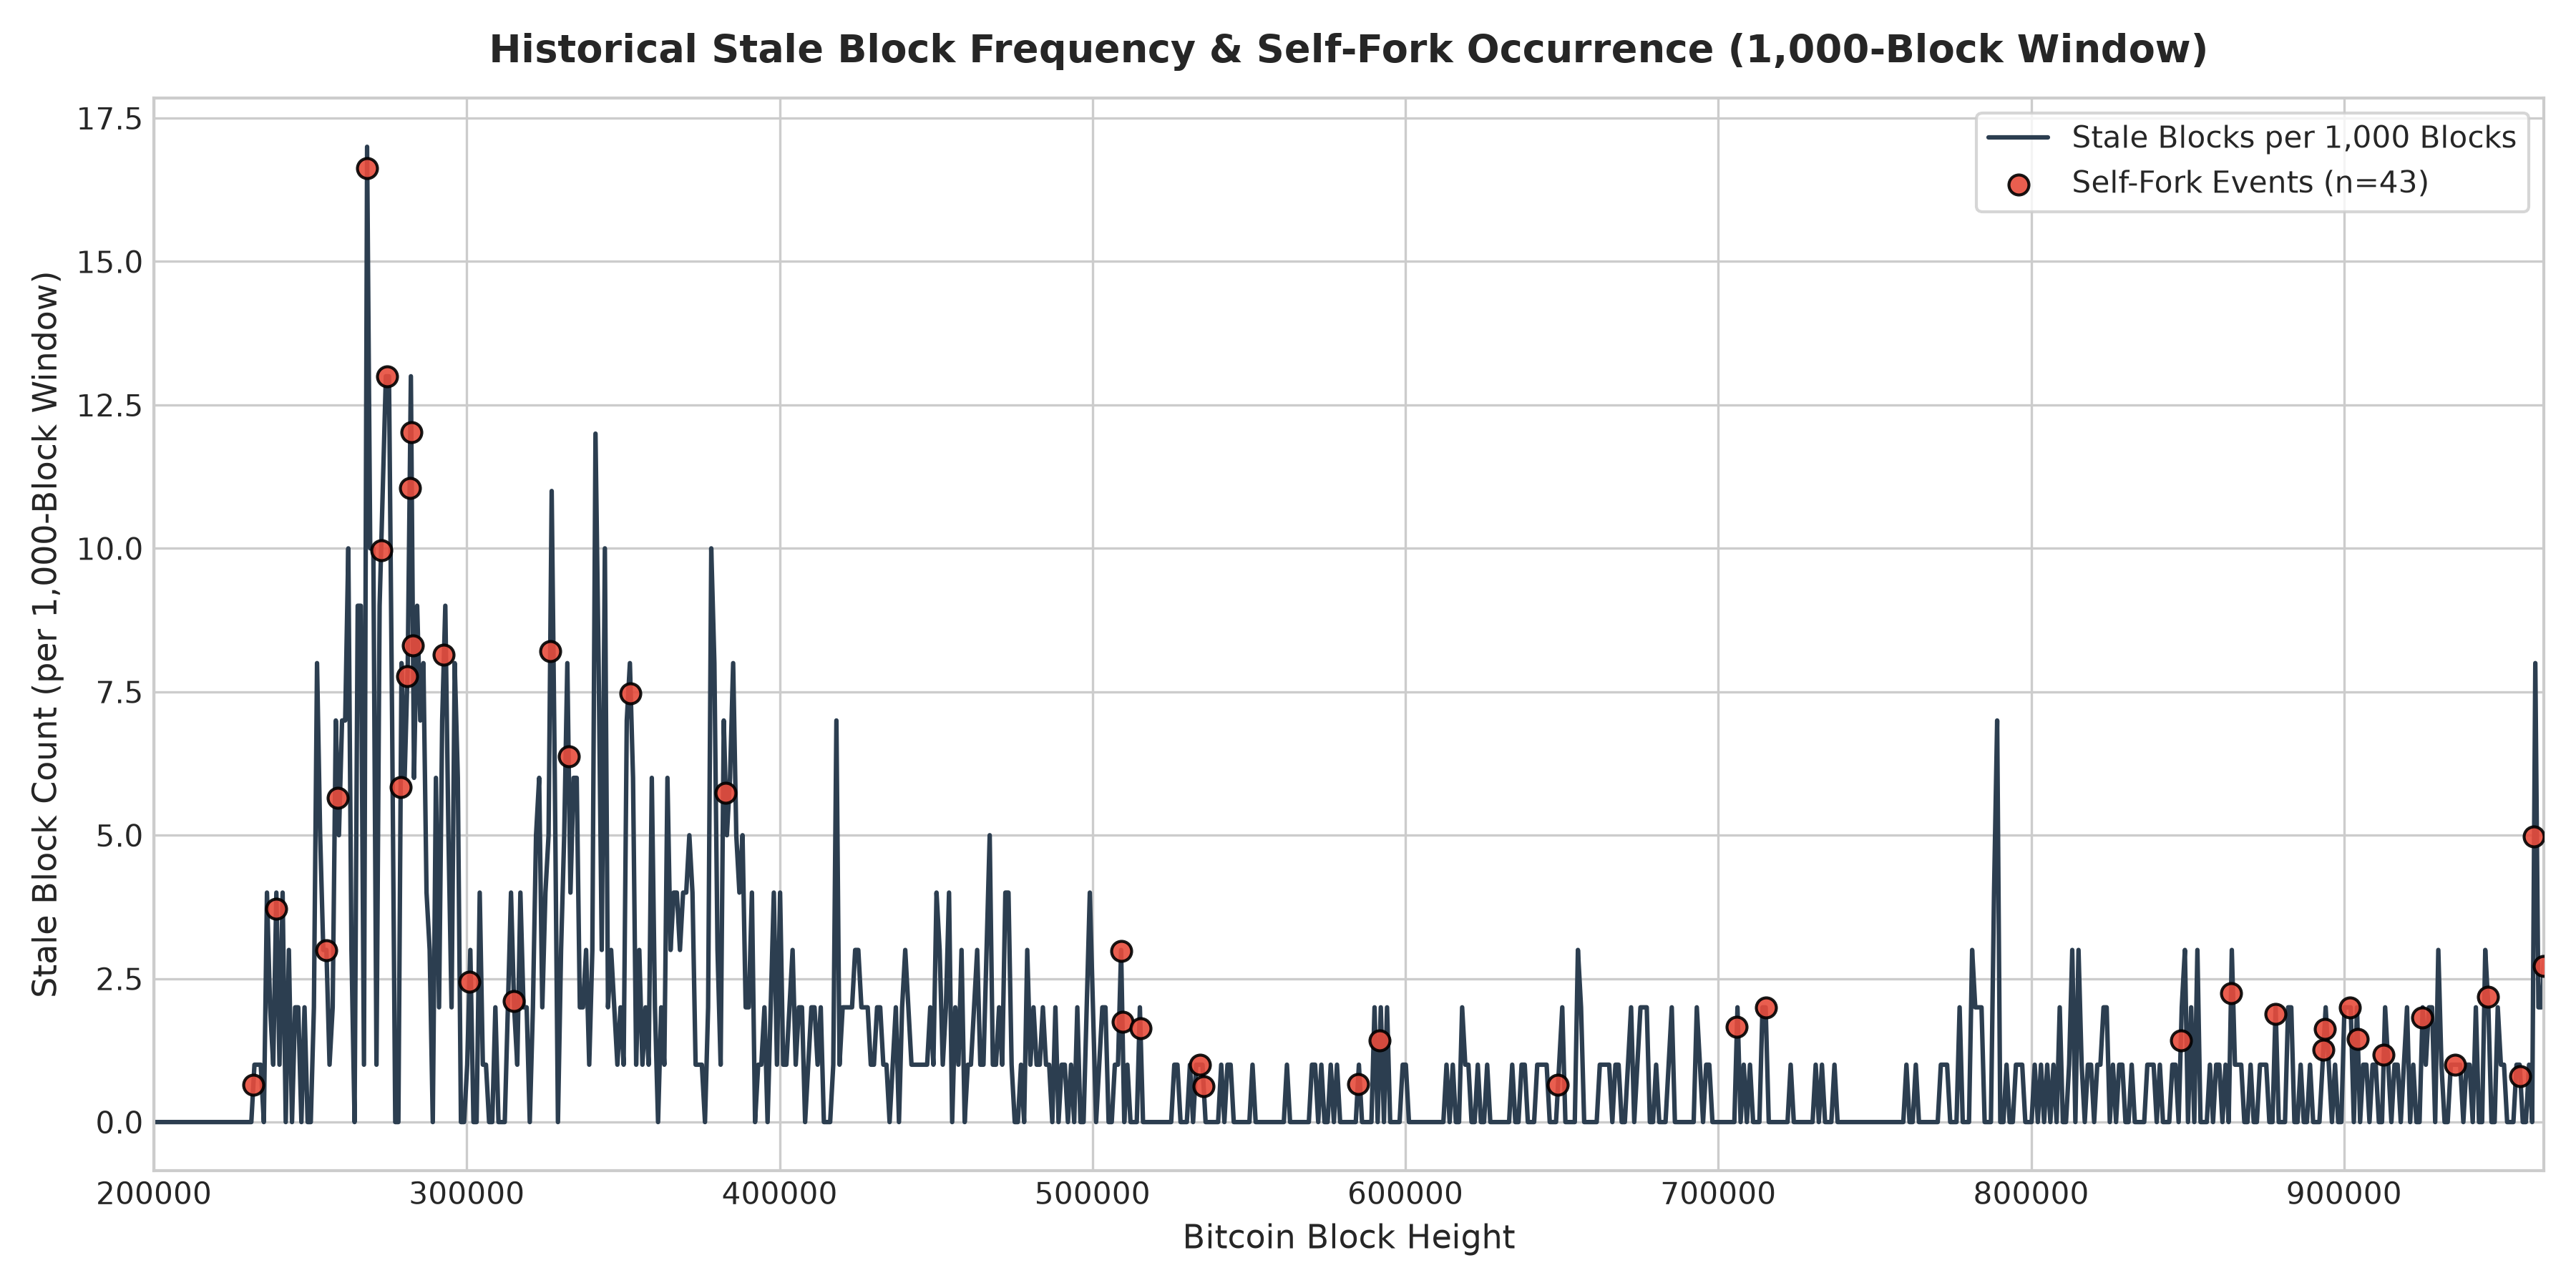 Historical Stale Block Frequency & Self-Fork Occurrence (1,000-Block Window)
Stale Blocks per 1,000 Blocks
Self-Fork Events (n=43)
Stale Block Count (per 1,000-Block Window)
17.5
15.0
12.5
10.0
7.5
5.0
2.5
0.0
200000 300000 400000 500000 600000 700000 800000 900000
Bitcoin Block Height